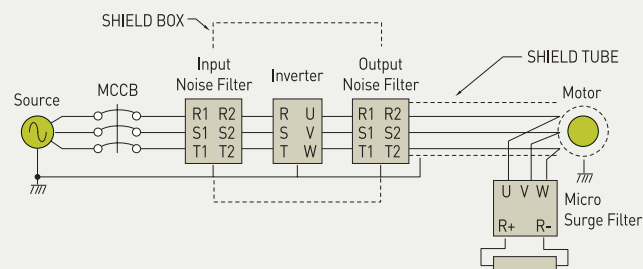 SHIELD BOX
Input
Noise Filter
Inverter
Output
Noise Filter
SHIELD TUBE
Source
MCCB
Motor
R1 R2
S1 S2
T1 T2
R U
S V
T W
R1 R2
S1 S2
T1 T2
U V W
R+ R-
Micro
Surge Filter